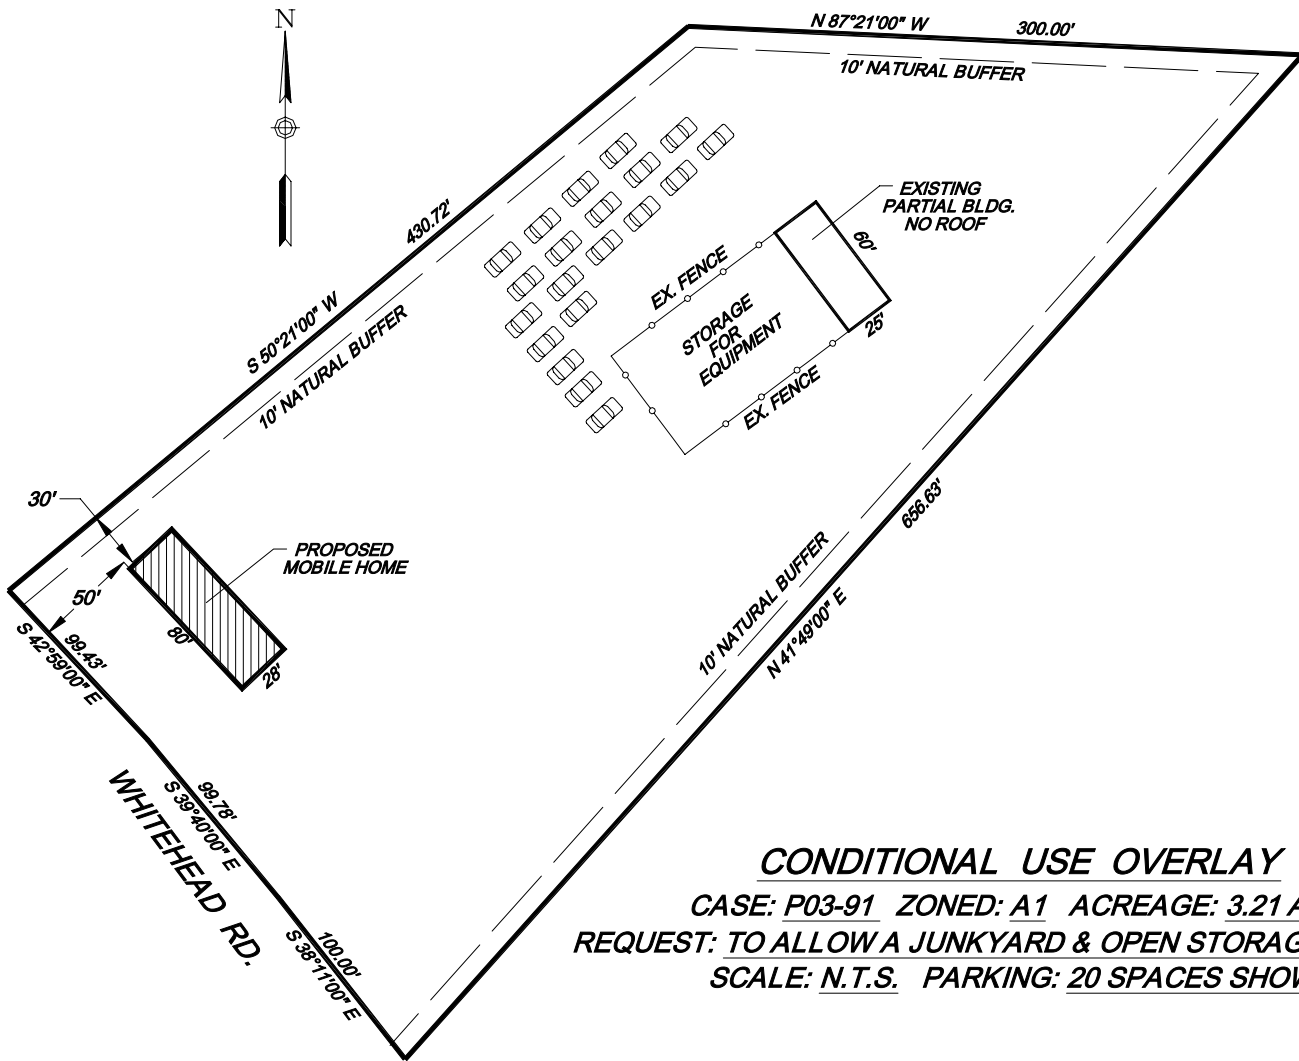 N
N 87°21'00" W
300.00'
10' NATURAL BUFFER
EXISTING
PARTIAL BLDG.
NO ROOF
430.72'
60'
EX. FENCE
STORAGE
FOR
EQUIPMENT
25'
S 50°21'00" W
10' NATURAL BUFFER
EX. FENCE
30'
656.63'
PROPOSED
MOBILE HOME
10' NATURAL BUFFER
50'
N 41°49'00" E
80'
28'
99.43'
S 42°59'00" E
WHITEHEAD RD.
99.78'
S 39°40'00" E
100.00'
S 38°11'00" E
CONDITIONAL USE OVERLAY
CASE: P03-91 ZONED: A1 ACREAGE: 3.21 A
REQUEST: TO ALLOW A JUNKYARD & OPEN STORAG
SCALE: N.T.S. PARKING: 20 SPACES SHOW